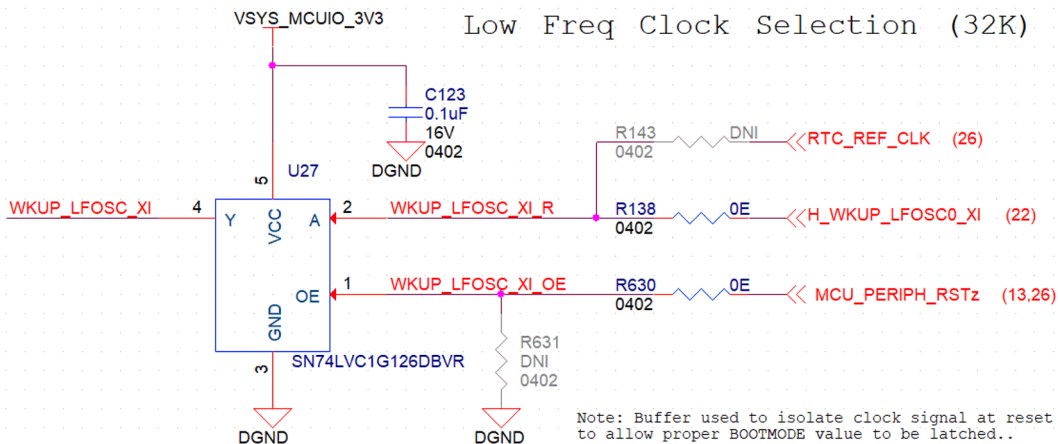 VSYS_MCUIO_3V3
Low Freq Clock Selection (32K)
C123
0.1uF
16V
0402
DGND
R143
DNI
0402
RTC_REF_CLK (26)
U27
5
WKUP_LFOSC_XI
4
Y
VCC
A
2
WKUP_LFOSC_XI_R
R138
0E
0402
H_WKUP_LFOSC0_XI (22)
OE
1
WKUP_LFOSC_XI_OE
R630
0E
0402
MCU_PERIPH_RSTz (13,26)
GND
3
SN74LVC1G126DBVR
R631
DNI
0402
DGND
DGND
Note: Buffer used to isolate clock signal at reset
to allow proper BOOTMODE value to be latched..